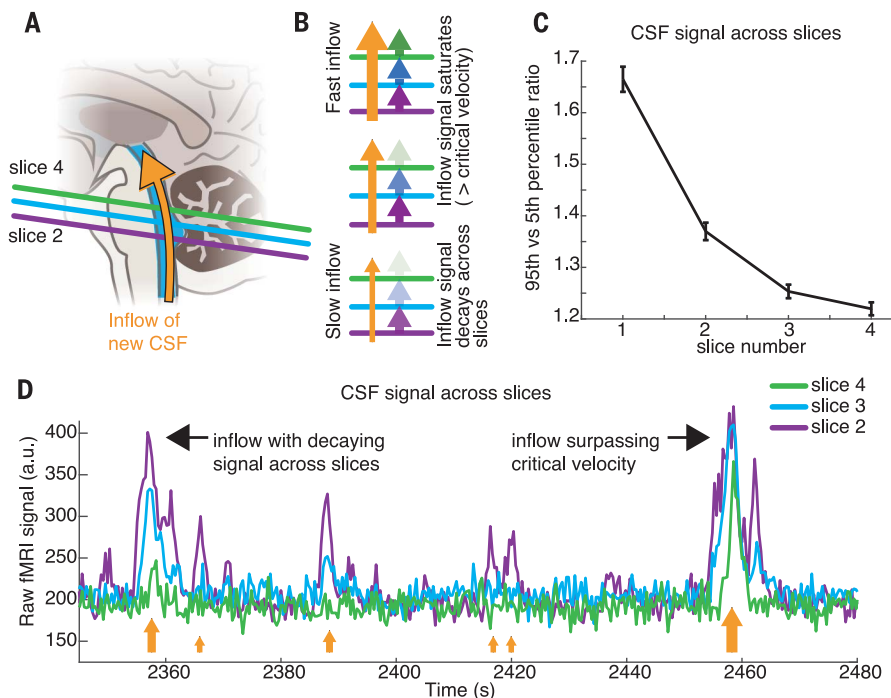 A
slice 4
slice 2
Inflow of
new CSF
B
Fast inflow
Slow inflow
Inflow signal saturates
( > critical velocity)
Inflow signal
decays across
slices
C
CSF signal across slices
95th vs 5th percentile ratio
1.7
1.6
1.5
1.4
1.3
1.2
1
2
3
4
slice number
D
CSF signal across slices
slice 4
slice 3
slice 2
inflow with decaying
signal across slices
inflow surpassing
critical velocity
Raw fMRI signal (a.u.)
400
350
300
250
200
150
2360
2380
2400
2420
2440
2460
2480
Time (s)